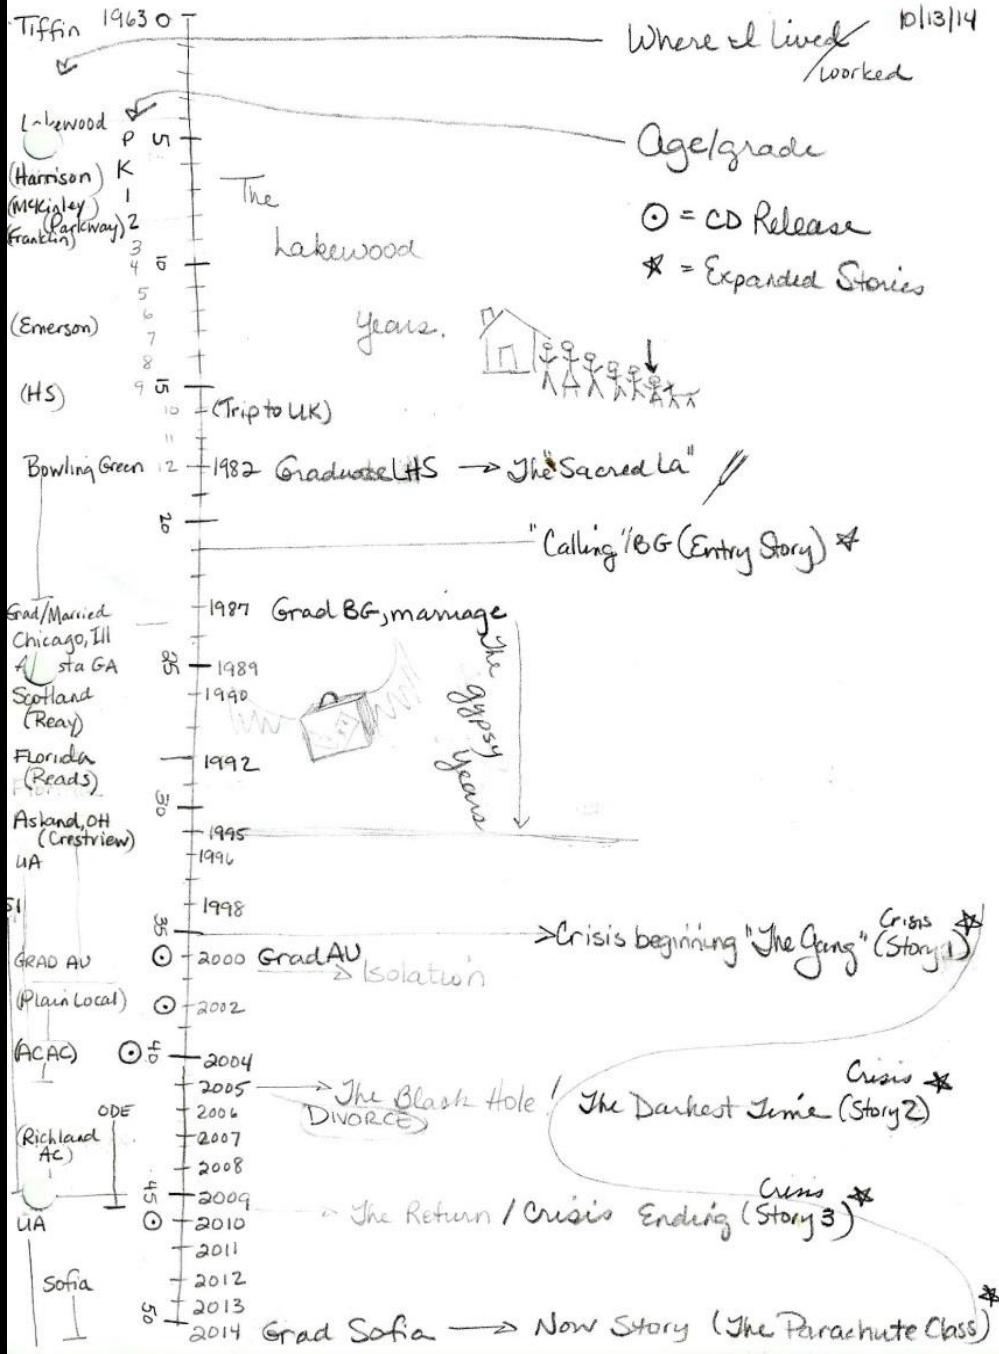 Tiffin 1963 0 Where I lived/ 10/13/14
worked
Lakewood P 5 Age/grade
(Harrison) K The
(McKinley) 1
(Parkway) 2 ⊙ = CD Release
(Franklin) 3 Lakewood
4 10 ☆ = Expanded Stories
5
6 Years.
(Emerson) 7
8
(HS) 9 15
10 (Trip to UK)
11
Bowling Green 12 1982 Graduate LHS → The "Sacred La"
20
"Calling"/BG (Entry Story) ☆
Grad/Married 1987 Grad BG, marriage
Chicago, Ill
sta GA 25 1989
Scotland 1990
(Reay)
The gypsy years
Florida 1992
(Reads)
30
Asland, OH 1995
(Crestview)
UA 1996
1998
35 → Crisis beginning "The Gang" (Story 1) Crisis ☆
GRAD AU ⊙ 2000 Grad AU
→ Isolation
(Plain Local) ⊙ 2002
(ACAC) ⊙ 40 2004
2005 → The Black Hole! The Darkest Time (Story 2) Crisis ☆
ODE 2006 DIVORCE
(Richland 2007
AC) 2008
45 2009 Crisis ☆
UA ⊙ 2010 → The Return / Crisis Ending (Story 3)
2011
Sofia 2012
2013
50 2014 Grad Sofia → Now Story (The Parachute Class) ☆